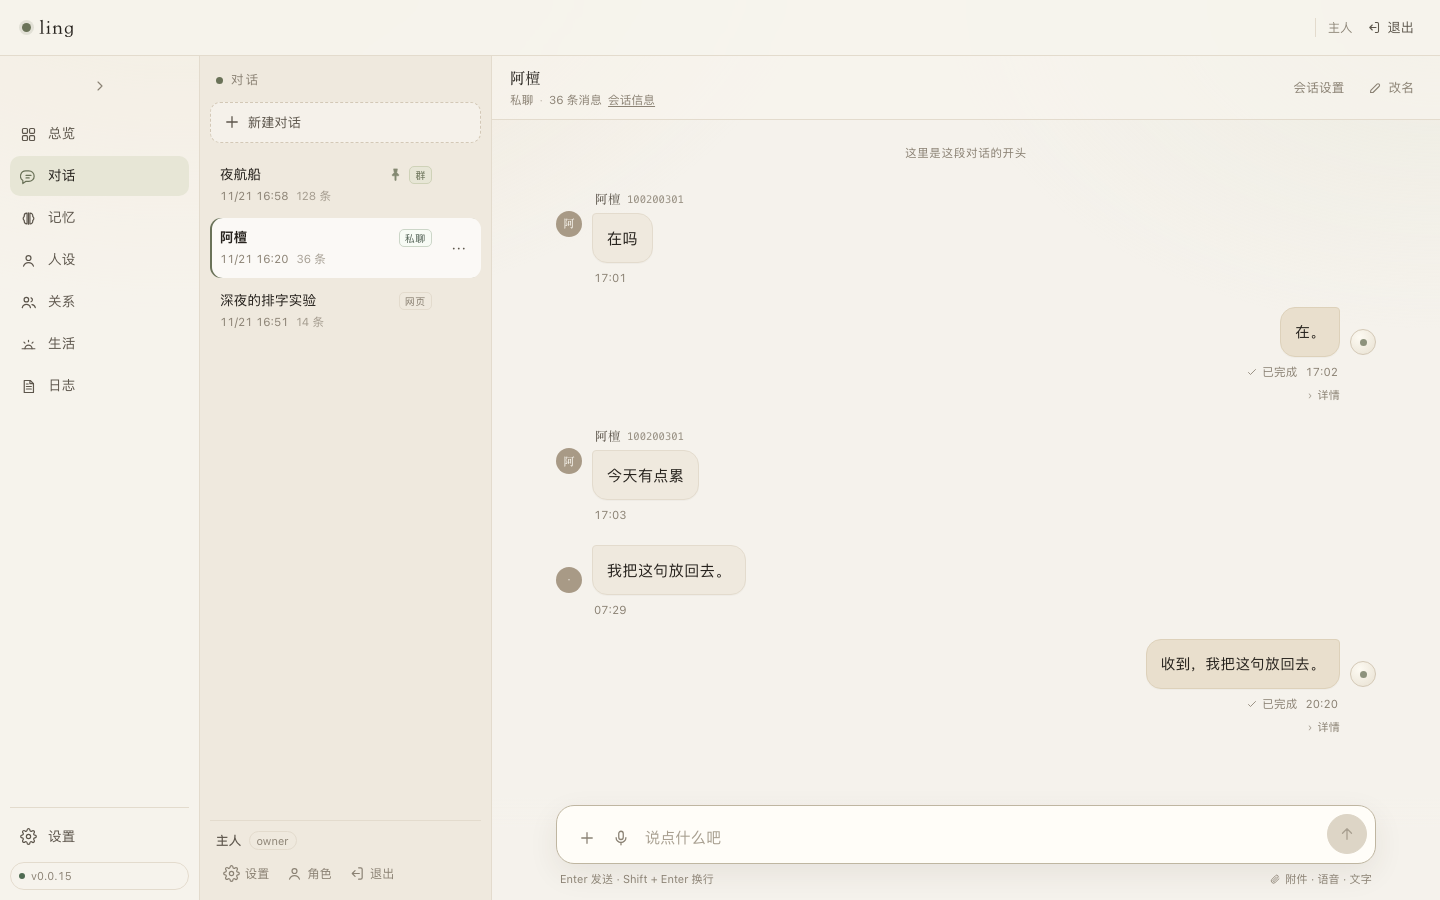 ling
主人 退出
总览
对话
记忆
人设
关系
生活
日志
设置
v0.0.15
对话
新建对话
夜航船 群
11/21 16:58 128 条
阿檀 私聊
11/21 16:20 36 条
...
深夜的排字实验 网页
11/21 16:51 14 条
主人 owner
设置 角色 退出
阿檀
私聊 · 36 条消息 会话信息
会话设置 改名
这里是这段对话的开头
阿檀 100200301
阿
在吗
17:01
在。
已完成 17:02
› 详情
阿檀 100200301
阿
今天有点累
17:03
·
我把这句放回去。
07:29
收到，我把这句放回去。
已完成 20:20
› 详情
说点什么吧
Enter 发送 · Shift + Enter 换行
附件 · 语音 · 文字